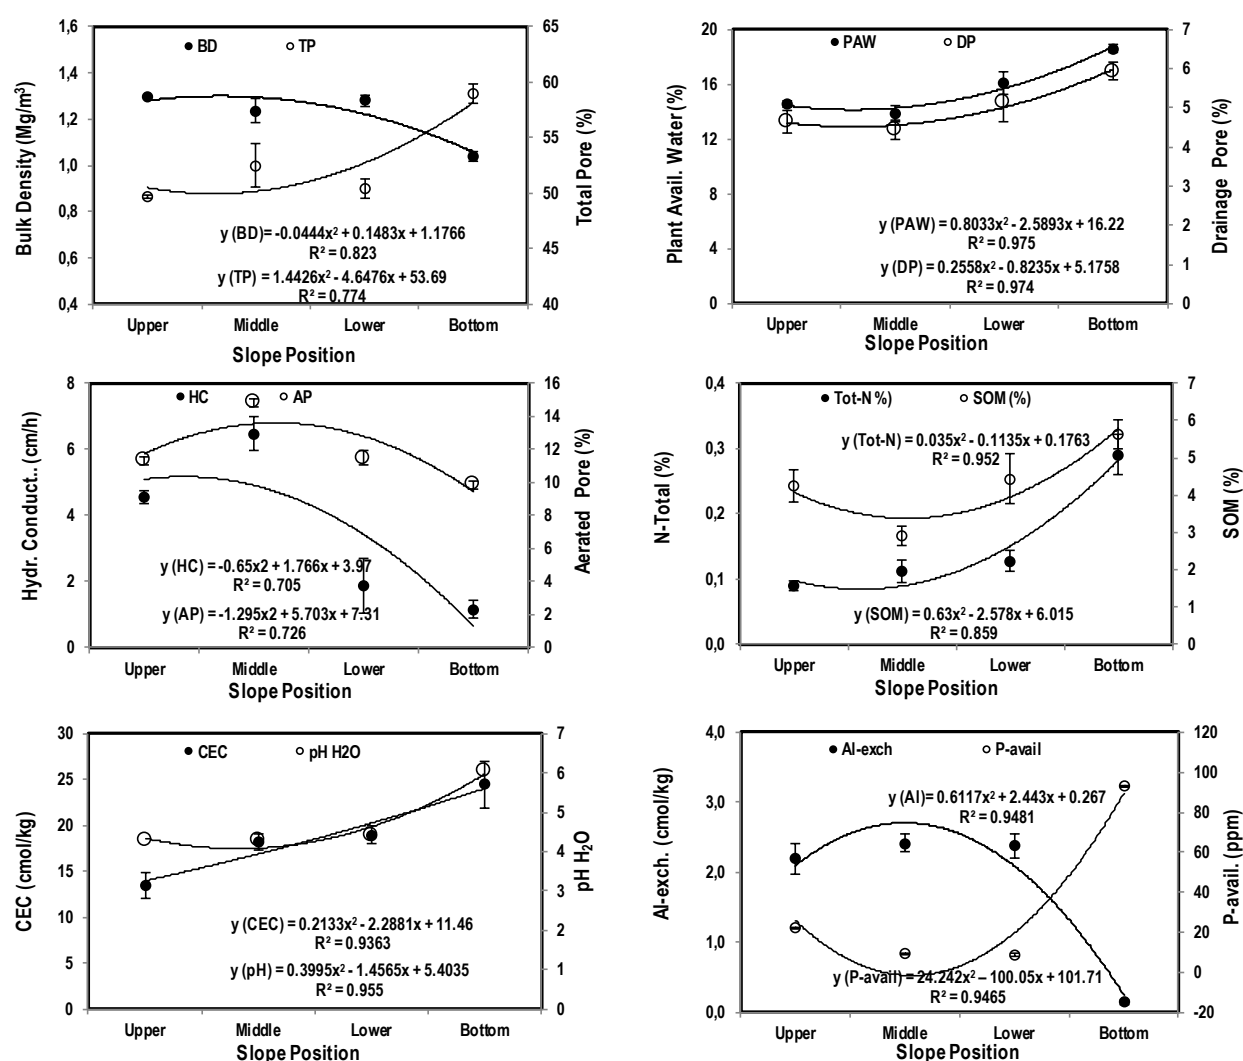 BD TP
Bulk Density (Mg/m³)
1,6
1,4
1,2
1,0
0,8
0,6
0,4
65
60
55
50
45
40
Total Pore (%)
y (BD)= -0.0444x² + 0.1483x + 1.1766
R² = 0.823
y (TP) = 1.4426x² - 4.6476x + 53.69
R² = 0.774
Upper Middle Lower Bottom
Slope Position
PAW DP
Plant Avail. Water (%)
20
16
12
8
4
0
7
6
5
4
3
2
1
0
Drainage Pore (%)
y (PAW) = 0.8033x² - 2.5893x + 16.22
R² = 0.975
y (DP) = 0.2558x² - 0.8235x + 5.1758
R² = 0.974
Upper Middle Lower Bottom
Slope Position
HC AP
Hydr. Conduct.. (cm/h)
8
6
4
2
0
16
14
12
10
8
6
4
2
0
Aerated Pore (%)
y (HC) = -0.65x2 + 1.766x + 3.97
R² = 0.705
y (AP) = -1.295x2 + 5.703x + 7.31
R² = 0.726
Upper Middle Lower Bottom
Slope Position
Tot-N %) SOM (%)
N-Total (%)
0,4
0,3
0,2
0,1
0,0
7
6
5
4
3
2
1
0
SOM (%)
y (Tot-N) = 0.035x² - 0.1135x + 0.1763
R² = 0.952
y (SOM) = 0.63x² - 2.578x + 6.015
R² = 0.859
Upper Middle Lower Bottom
Slope Position
CEC pH H2O
CEC (cmol/kg)
30
25
20
15
10
5
0
7
6
5
4
3
2
1
0
pH H₂O
y (CEC) = 0.2133x² - 2.2881x + 11.46
R² = 0.9363
y (pH) = 0.3995x² - 1.4565x + 5.4035
R² = 0.955
Upper Middle Lower Bottom
Slope Position
Al-exch P-avail
Al-exch. (cmol/kg)
4,0
3,0
2,0
1,0
0,0
120
100
80
60
40
20
0
-20
P-avail. (ppm)
y (Al)= 0.6117x² + 2.443x + 0.267
R² = 0.9481
y (P-avail) = 24.242x² – 100.05x + 101.71
R² = 0.9465
Upper Middle Lower Bottom
Slope Position